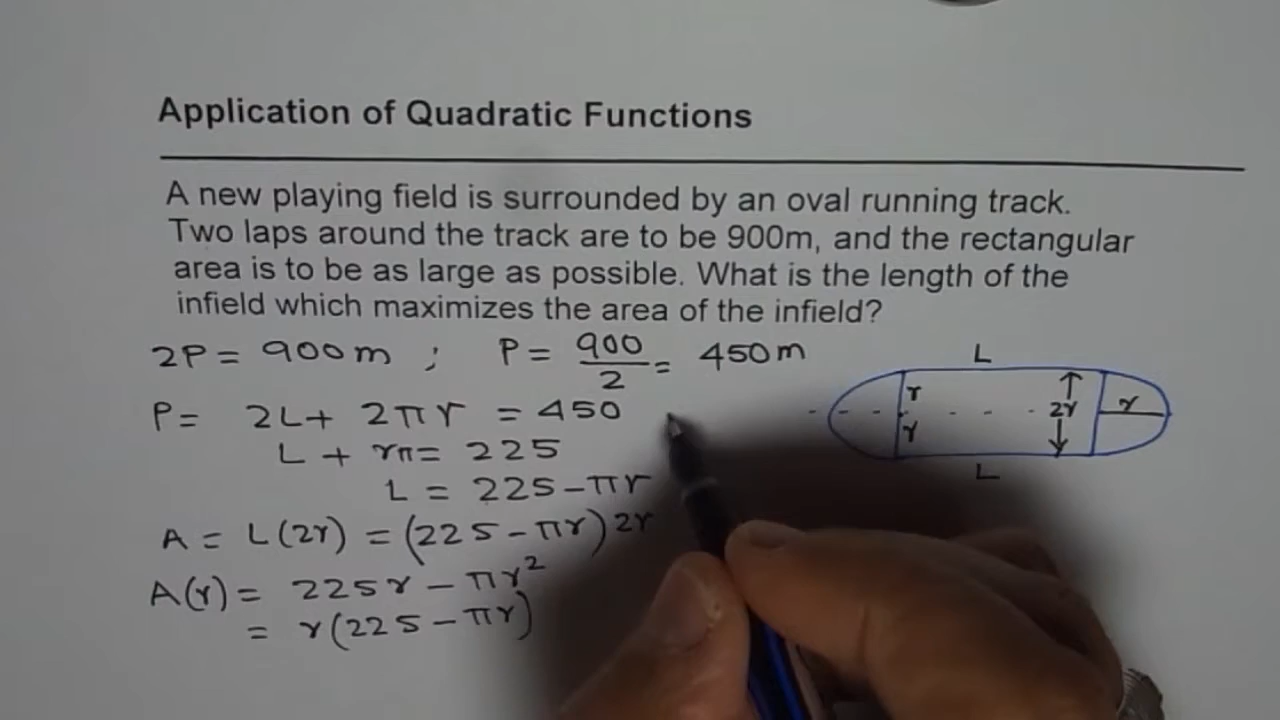 Application of Quadratic Functions
A new playing field is surrounded by an oval running track.
Two laps around the track are to be 900m, and the rectangular
area is to be as large as possible. What is the length of the
infield which maximizes the area of the infield?
2P = 900m ; P = 900/2 = 450m
P = 2L + 2πr = 450
L + rπ = 225
L = 225 - πr
A = L(2r) = (225 - πr)2r
A(r) = 225r - πr²
= r(225 - πr)
L
r
r
2r
r
L